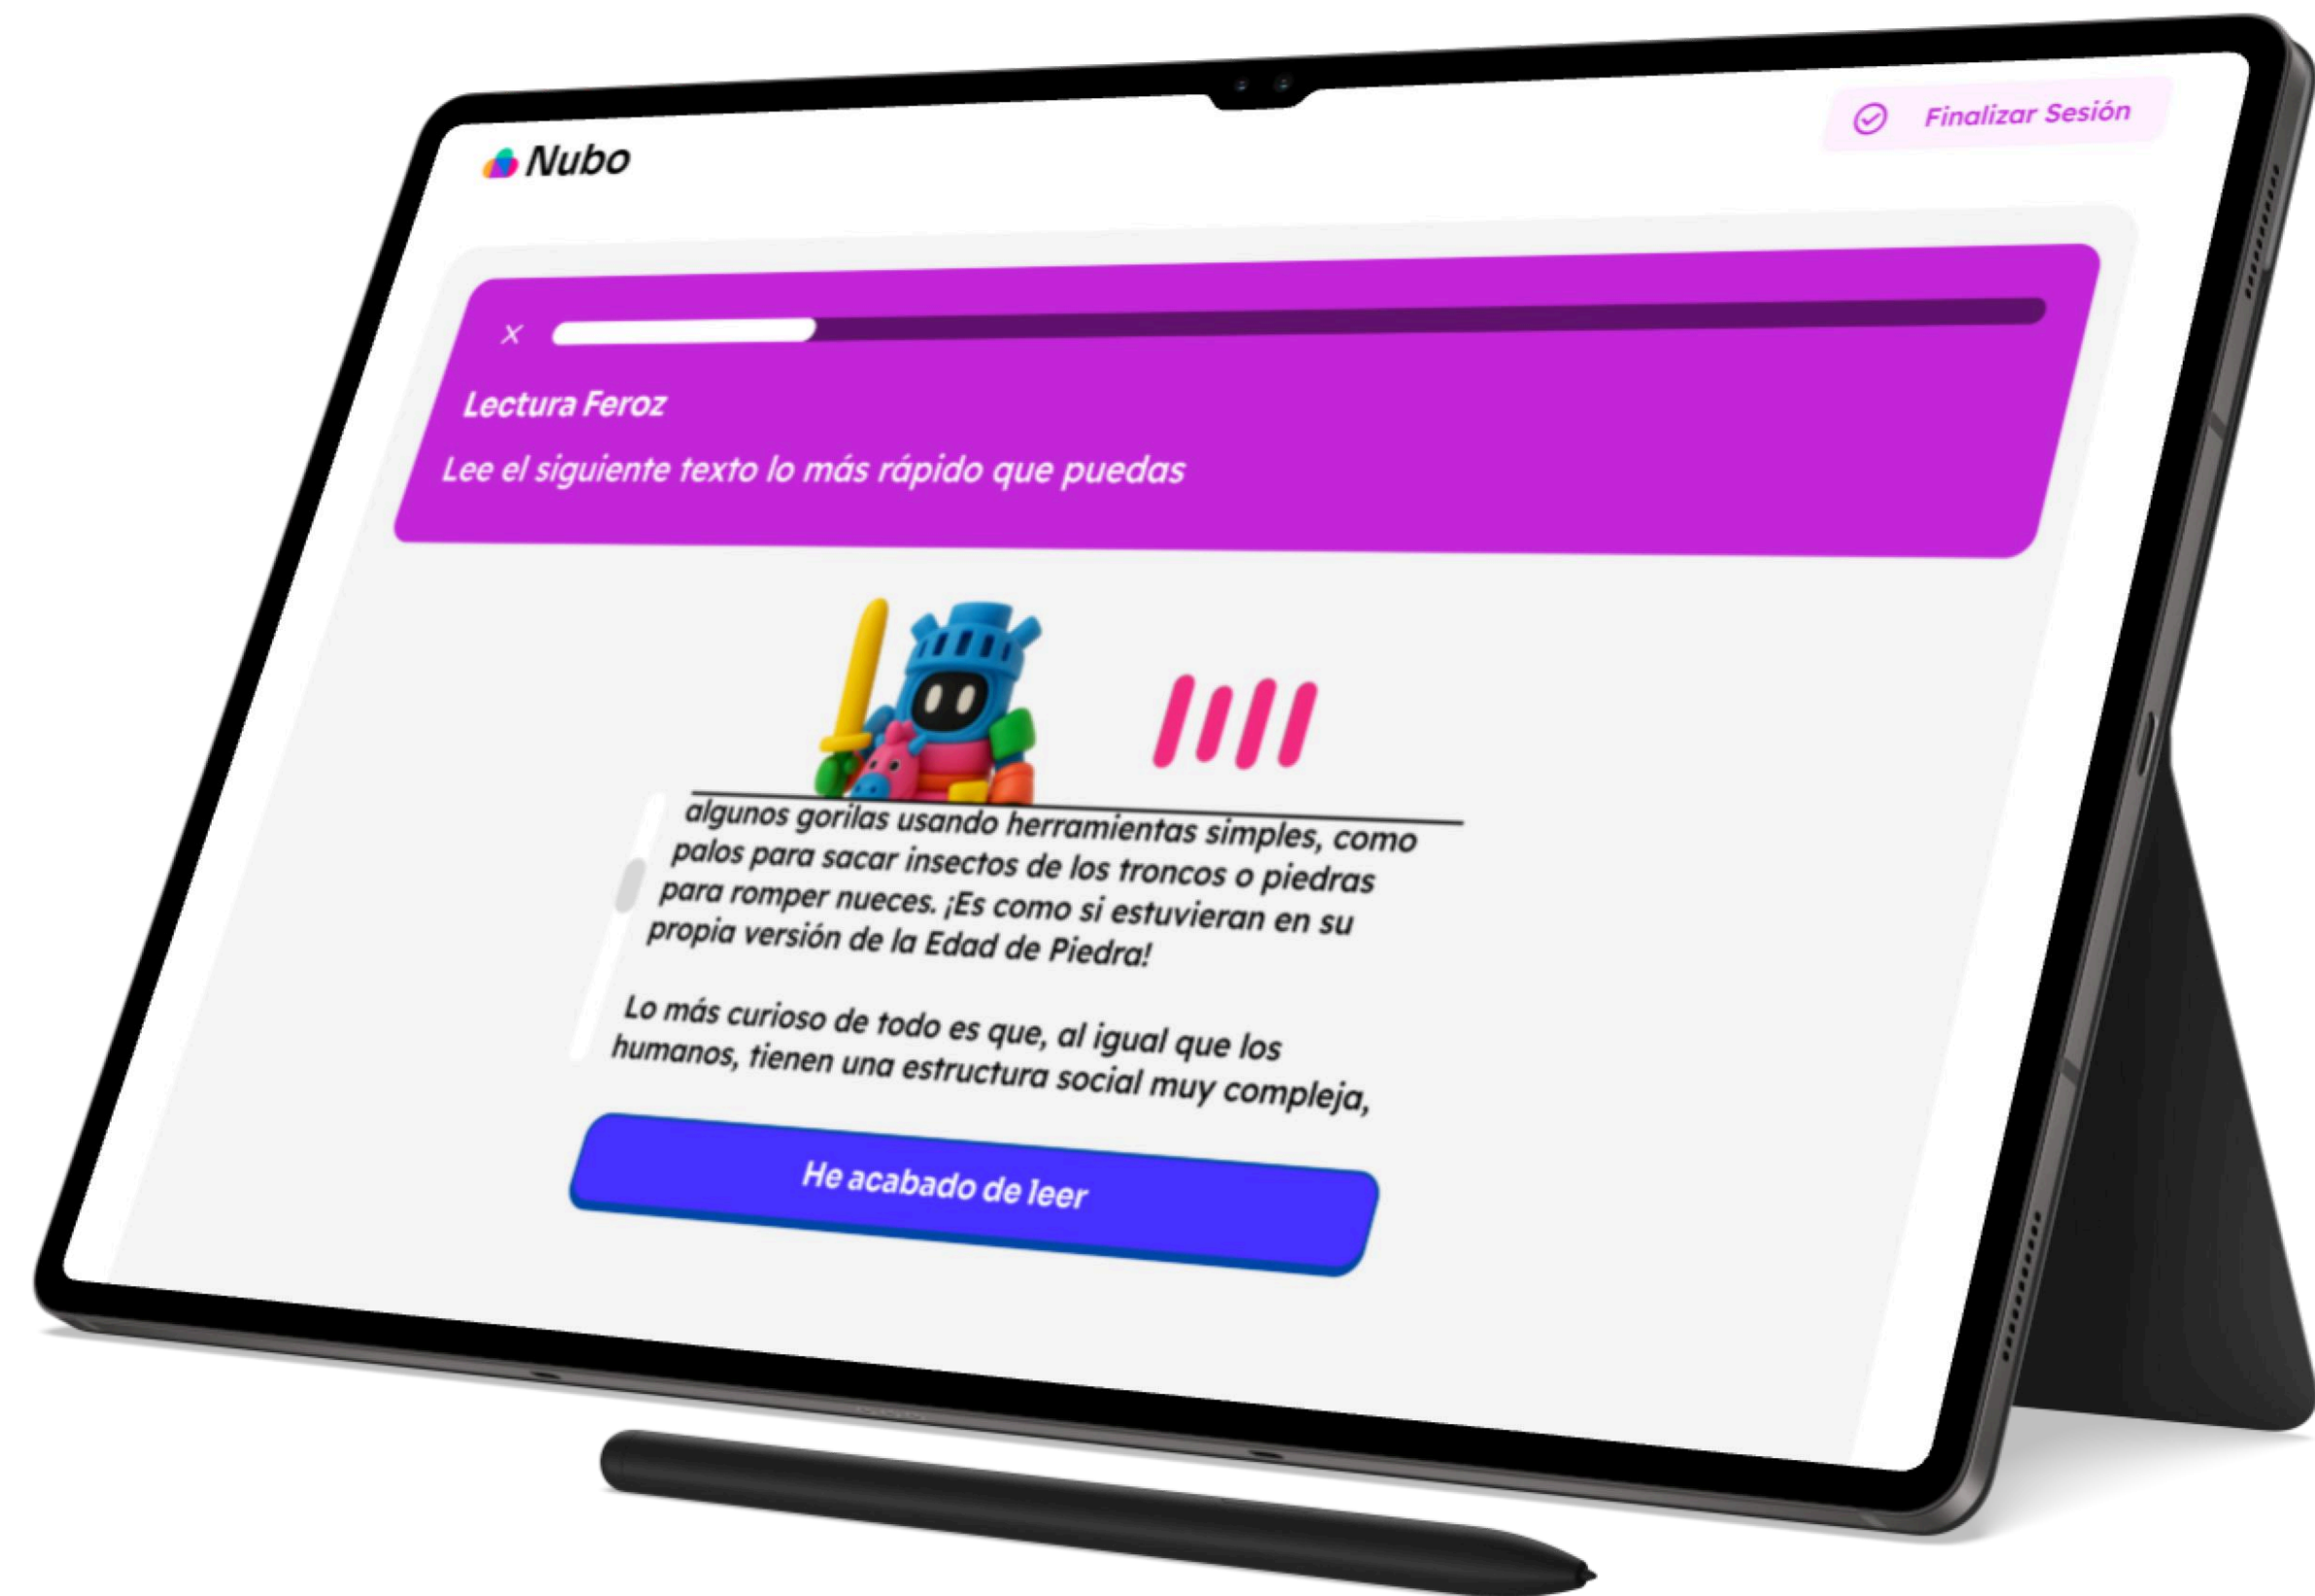 Nubo
Finalizar Sesión
Lectura Feroz
Lee el siguiente texto lo más rápido que puedas
algunos gorilas usando herramientas simples, como
palos para sacar insectos de los troncos o piedras
para romper nueces. ¡Es como si estuvieran en su
propia versión de la Edad de Piedra!
Lo más curioso de todo es que, al igual que los
humanos, tienen una estructura social muy compleja,
He acabado de leer